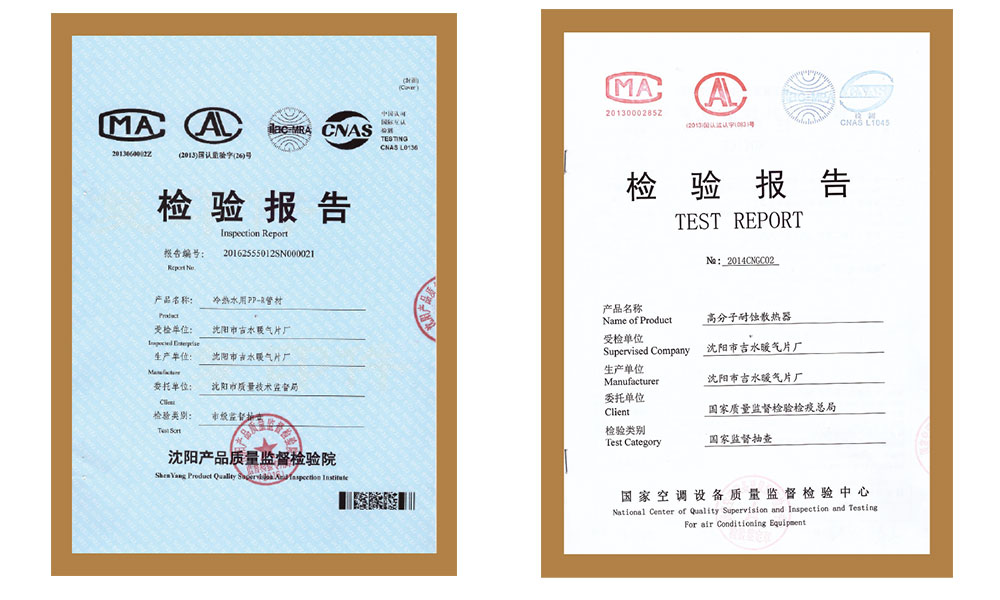 (封面)
(Cover)
MA
2013060002Z
AL
(2013)国认监验字(26)号
ilac-MRA
CNAS
中国认可
国际互认
检测
TESTING
CNAS L0136
检验报告
Inspection Report
报告编号: 20162555012SN000021
Report No.
产品名称: 冷热水用PP-R管材
Product
受检单位: 沈阳市吉水暖气片厂
Inspected Enterprise
生产单位: 沈阳市吉水暖气片厂
Manufacture
委托单位: 沈阳市质量技术监督局
Client
检验类别: 市级监督抽查
Test Sort
沈阳产品质量监督检验院
ShenYang Product Quality Supervision And Inspection Institute
MA
2013000285Z
AL
(2013)国认监认字(083)号
CNAS
检测
CNAS L1045
检验报告
TEST REPORT
№: 2014CNGC02
产品名称
Name of Product 高分子耐蚀散热器
受检单位
Supervised Company 沈阳市吉水暖气片厂
生产单位
Manufacturer 沈阳市吉水暖气片厂
委托单位
Client 国家质量监督检验检疫总局
检验类别
Test Category 国家监督抽查
国家空调设备质量监督检验中心
National Center of Quality Supervision and Inspection and Testing
For air Conditioning Equipment